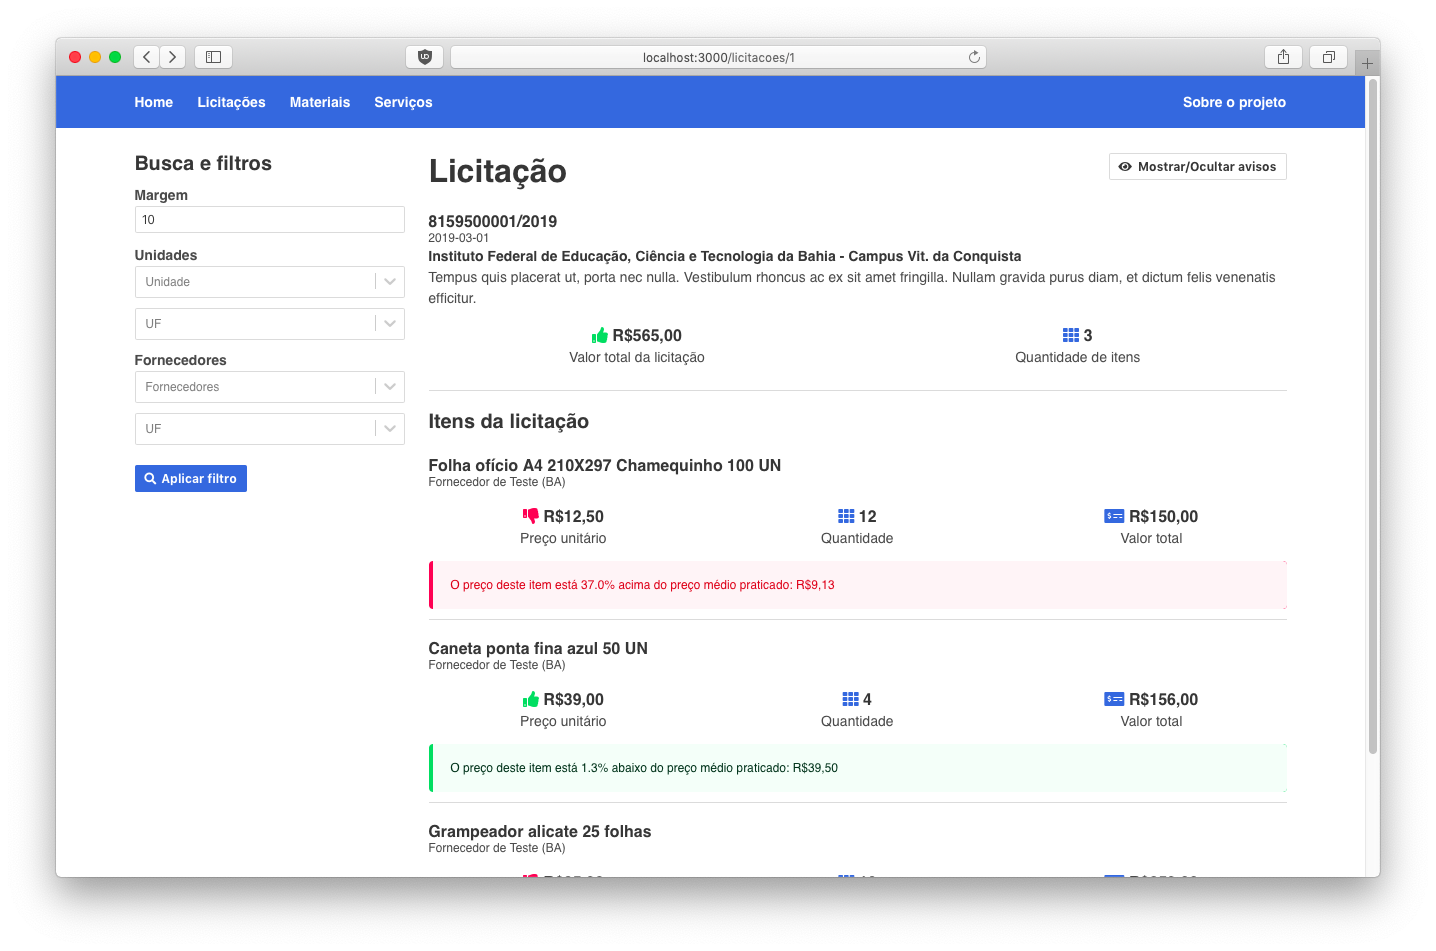 localhost:3000/licitacoes/1
Home Licitações Materiais Serviços Sobre o projeto
Busca e filtros
Margem
10
Unidades
Unidade
UF
Fornecedores
Fornecedores
UF
Aplicar filtro
Licitação
Mostrar/Ocultar avisos
8159500001/2019
2019-03-01
Instituto Federal de Educação, Ciência e Tecnologia da Bahia - Campus Vit. da Conquista
Tempus quis placerat ut, porta nec nulla. Vestibulum rhoncus ac ex sit amet fringilla. Nullam gravida purus diam, et dictum felis venenatis
efficitur.
R$565,00 3
Valor total da licitação Quantidade de itens
Itens da licitação
Folha ofício A4 210X297 Chamequinho 100 UN
Fornecedor de Teste (BA)
R$12,50 12 R$150,00
Preço unitário Quantidade Valor total
O preço deste item está 37.0% acima do preço médio praticado: R$9,13
Caneta ponta fina azul 50 UN
Fornecedor de Teste (BA)
R$39,00 4 R$156,00
Preço unitário Quantidade Valor total
O preço deste item está 1.3% abaixo do preço médio praticado: R$39,50
Grampeador alicate 25 folhas
Fornecedor de Teste (BA)